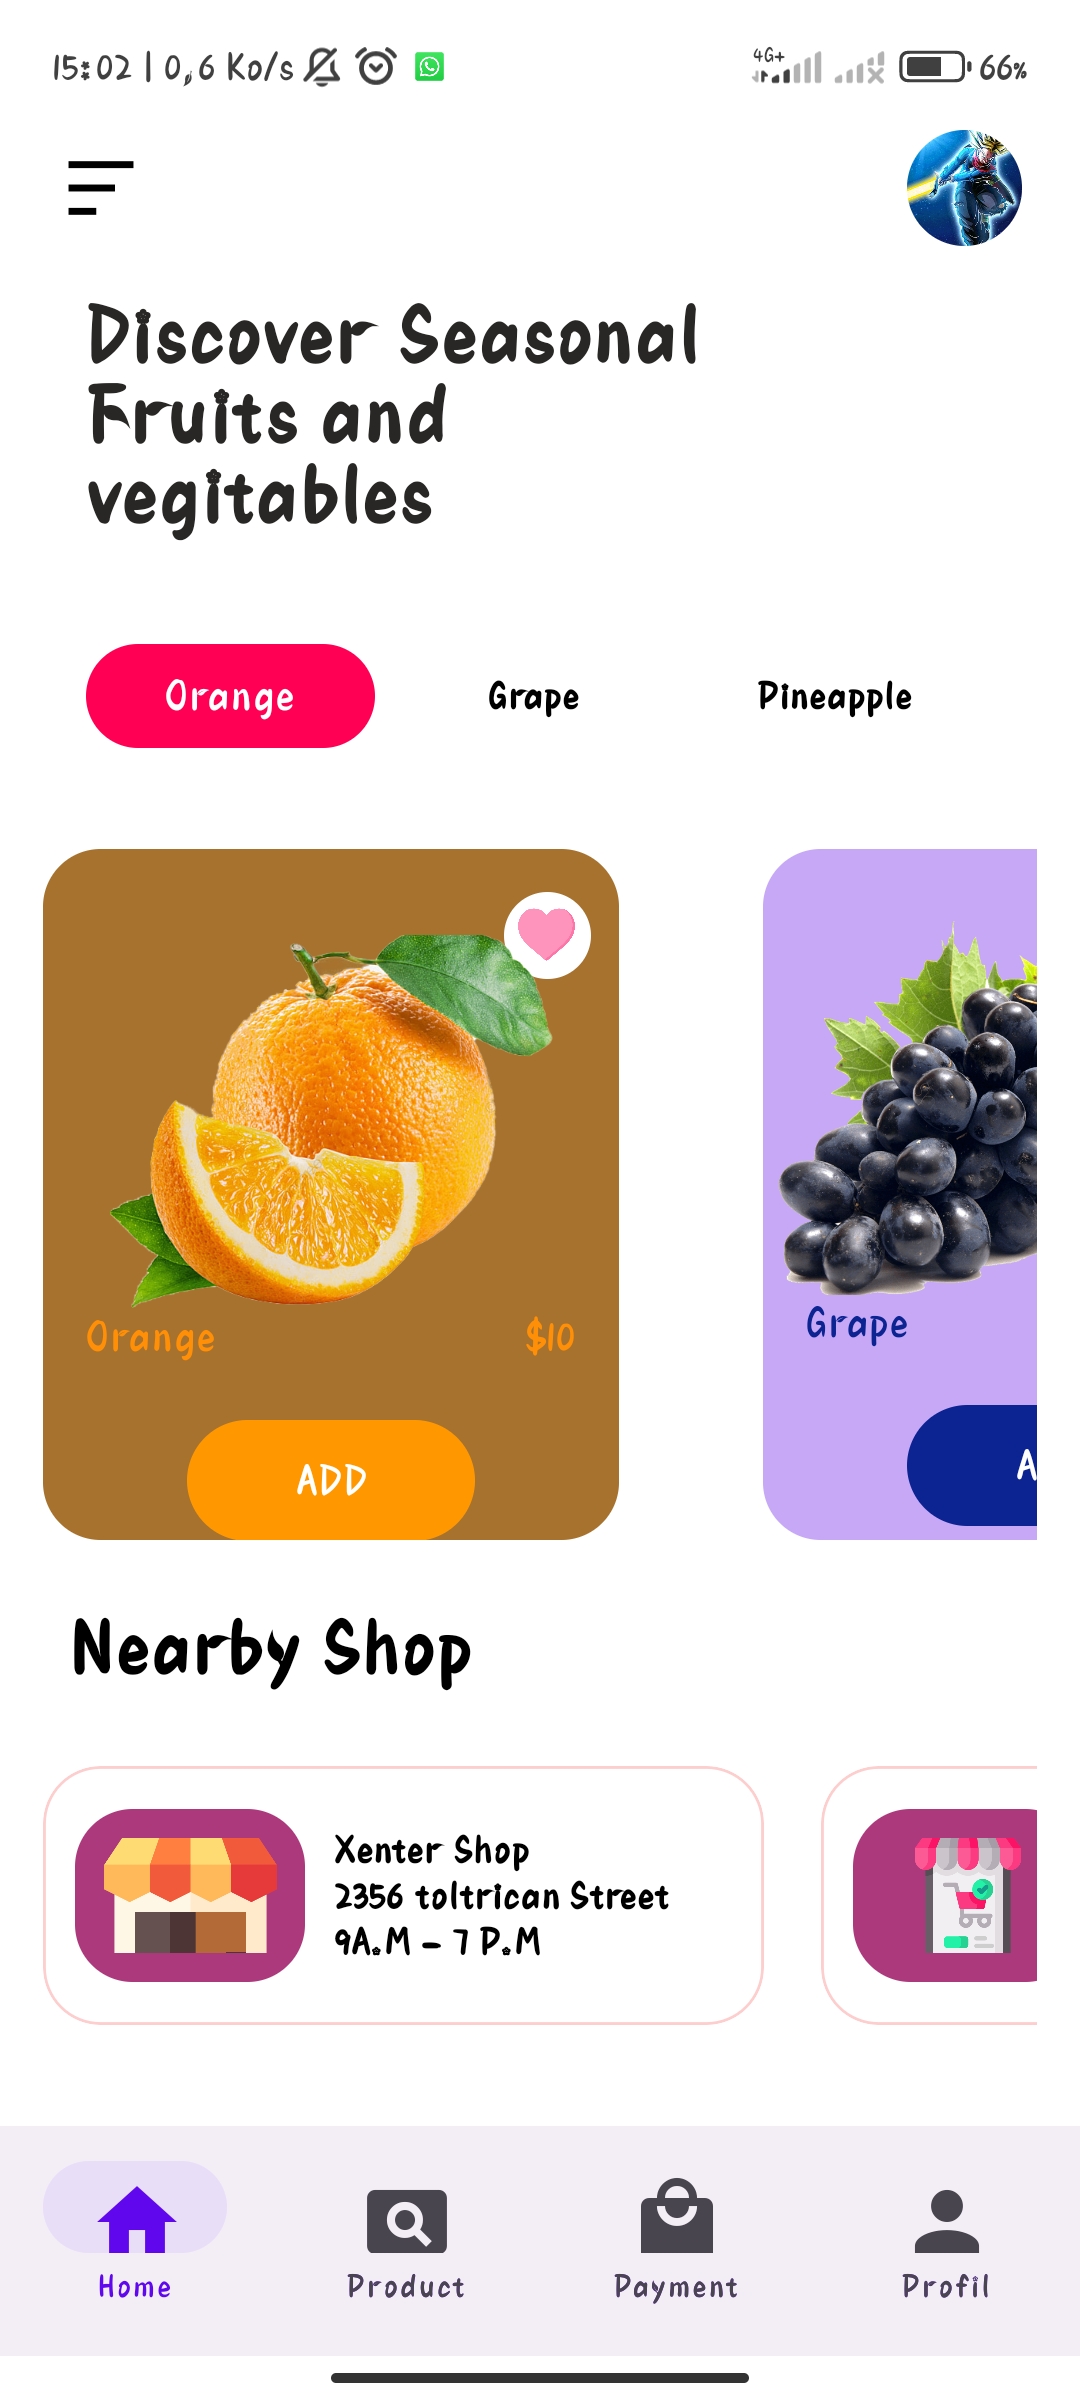 15:02 | 0,6 Ko/s 4G+ 66%
Discover Seasonal
Fruits and
vegitables
Orange Grape Pineapple
Orange $10
Grape
ADD
A
Nearby Shop
Xenter Shop
2356 toltrican Street
9A.M - 7 P.M
Home Product Payment Profil